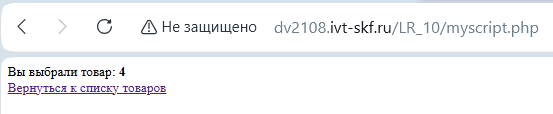 Не защищено dv2108.ivt-skf.ru/LR_10/myscript.php
Вы выбрали товар: 4
Вернуться к списку товаров